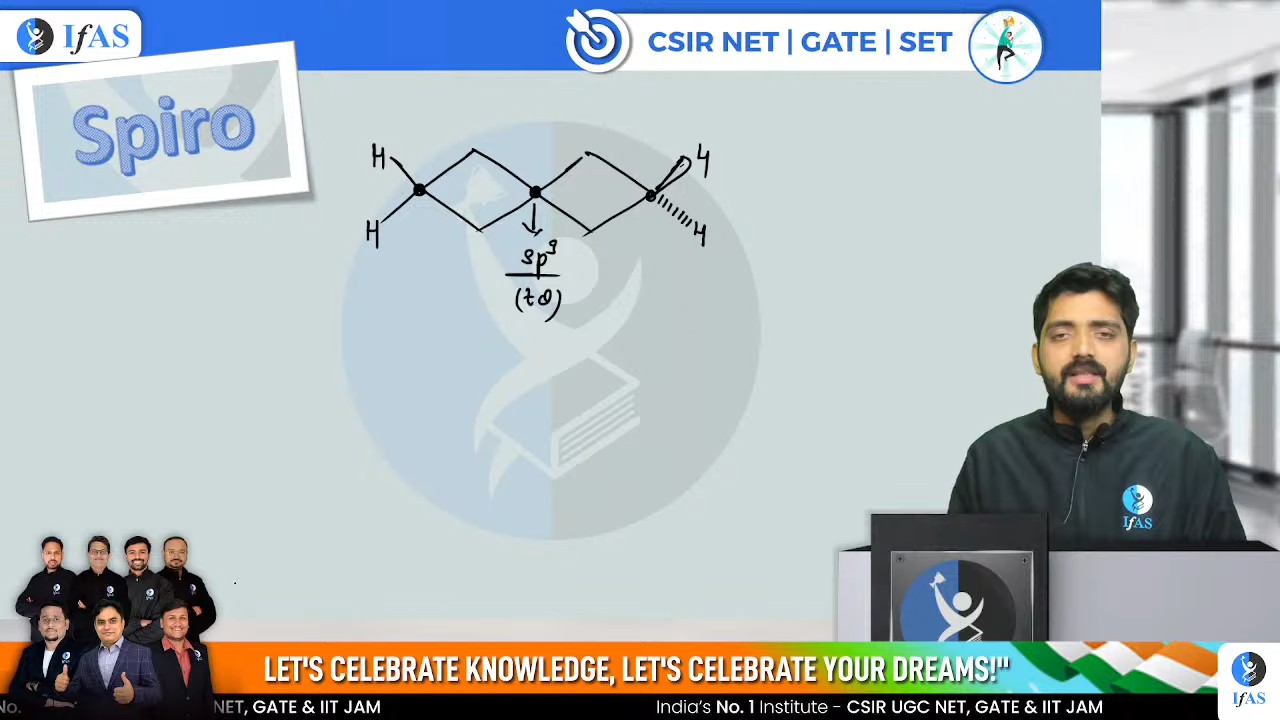 IfAS
CSIR NET | GATE | SET
Spiro
H
H
H
H
sp³
(td)
IfAS
LET'S CELEBRATE KNOWLEDGE, LET'S CELEBRATE YOUR DREAMS!"
No.
NET, GATE & IIT JAM
India's No. 1 Institute - CSIR UGC NET, GATE & IIT JAM
IfAS